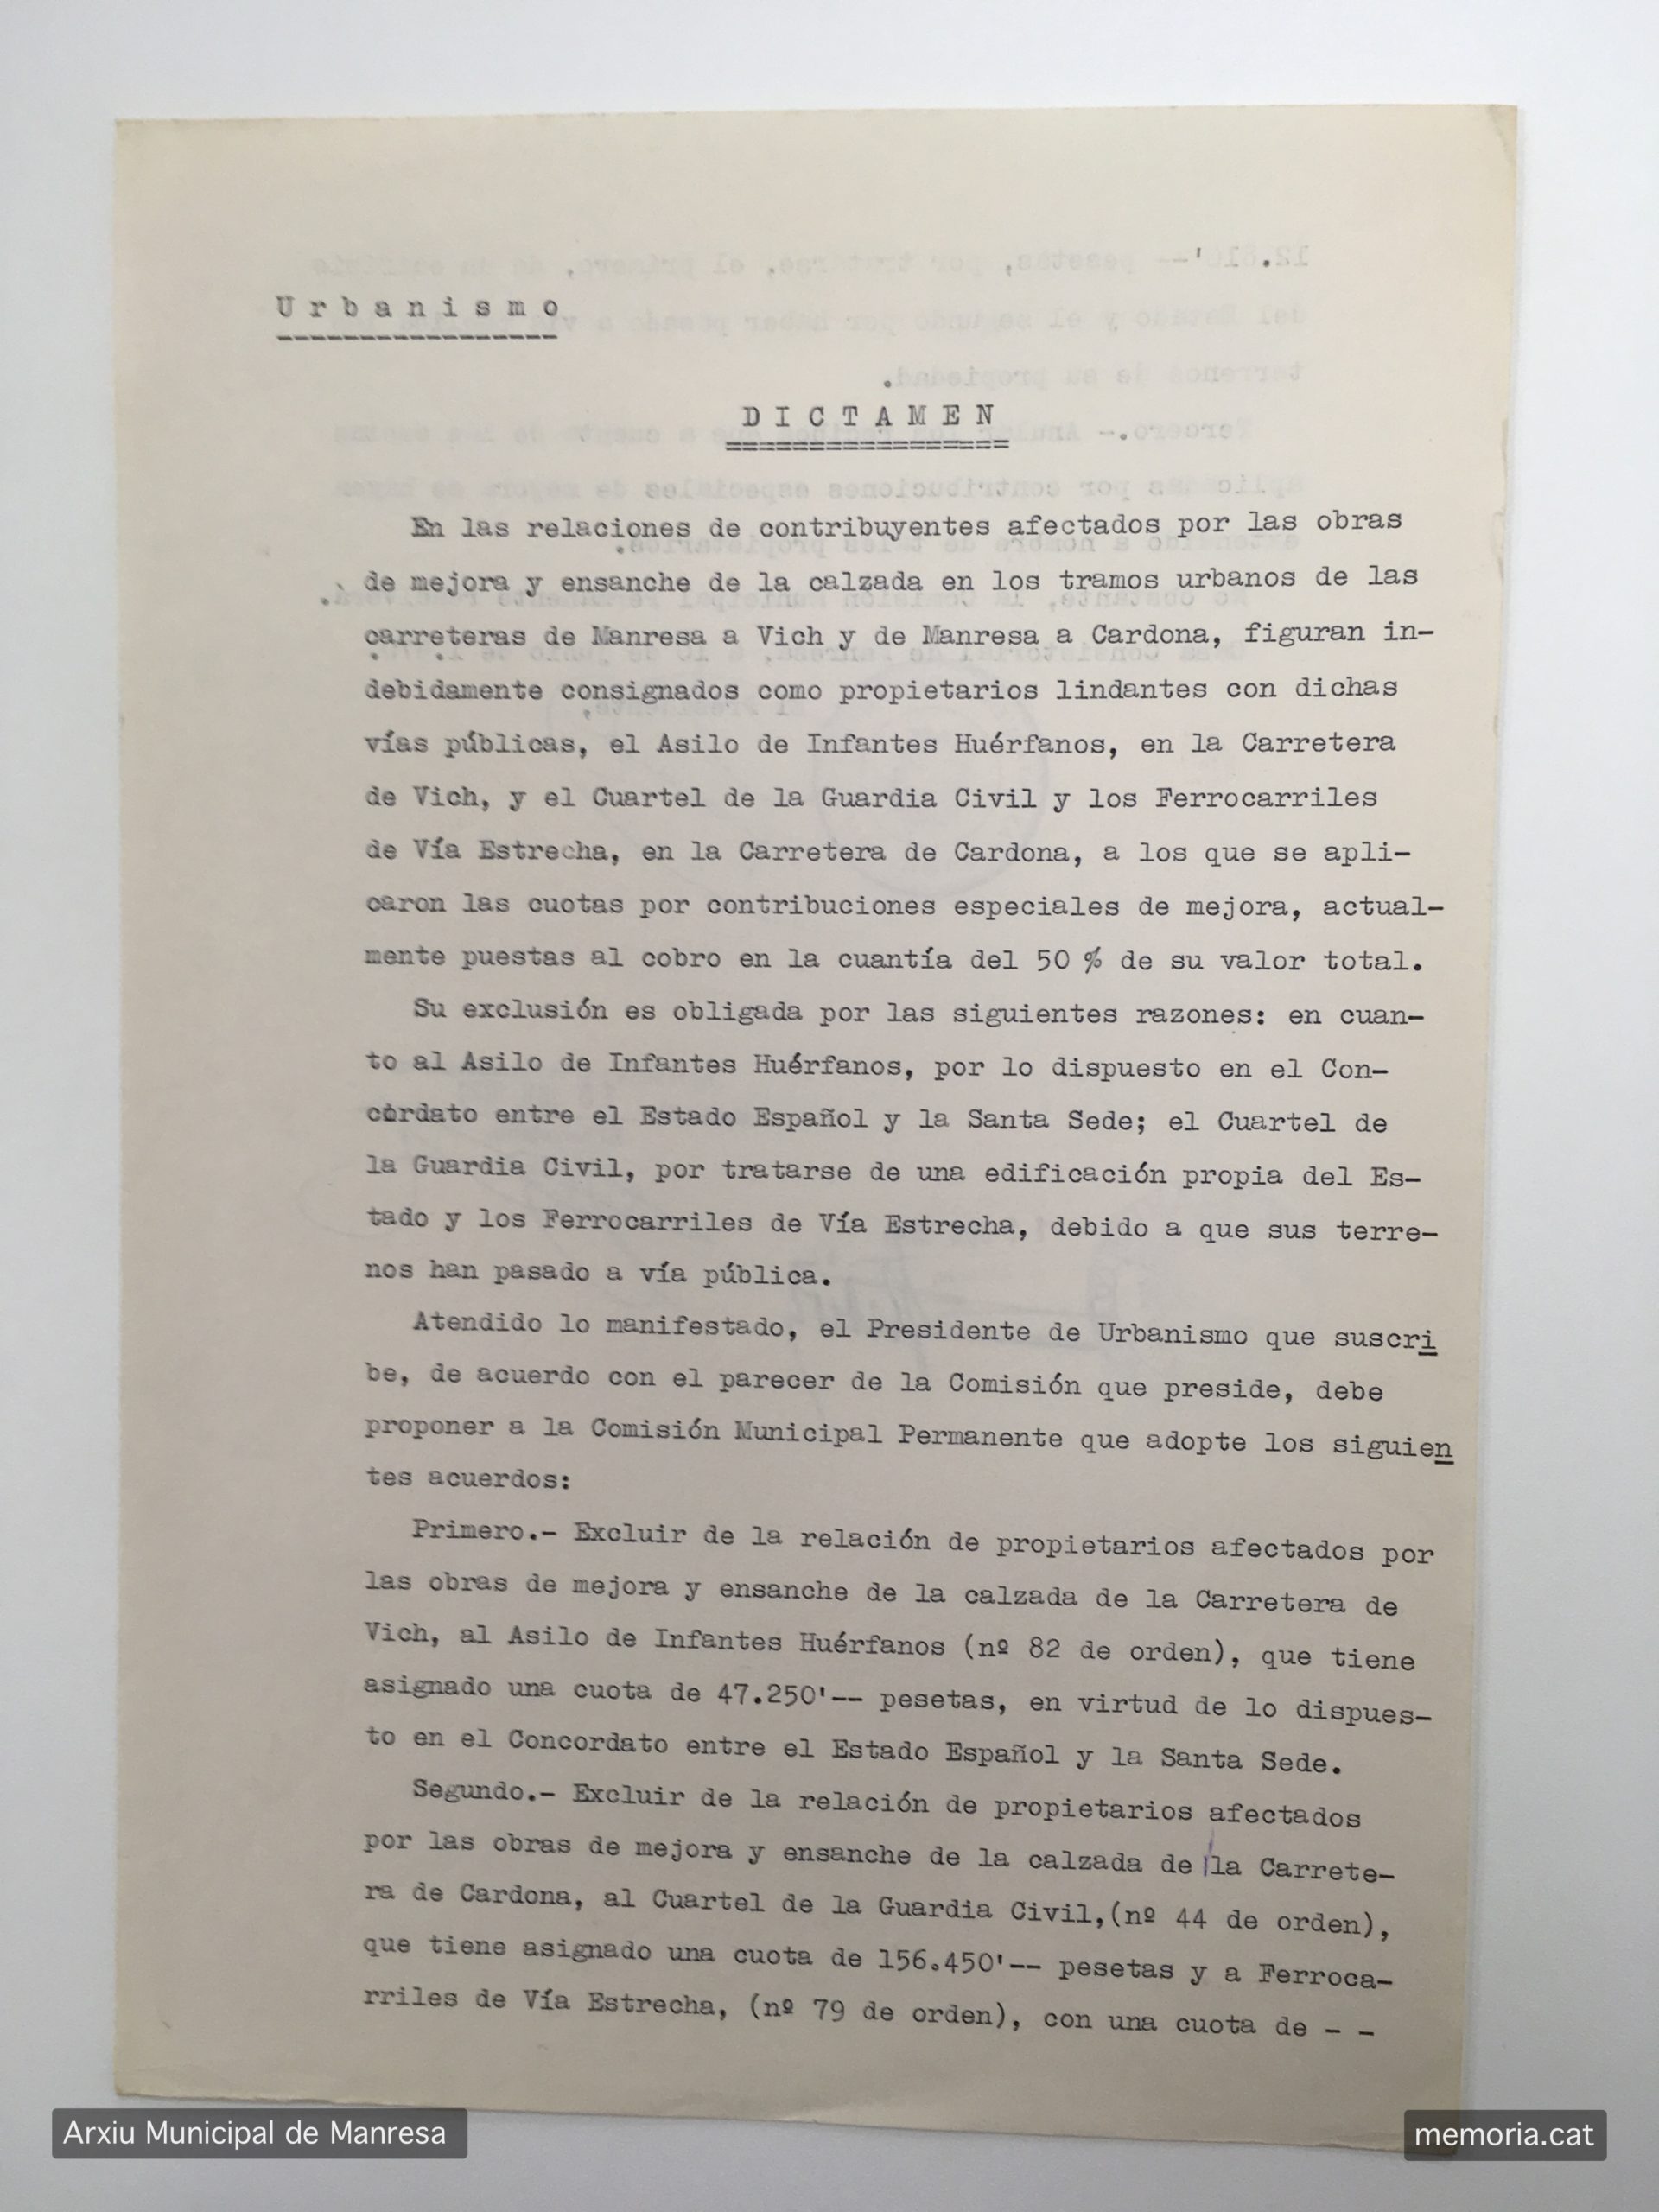 Urbanismo
DICTAMEN
En las relaciones de contribuyentes afectados por las obras
de mejora y ensanche de la calzada en los tramos urbanos de las
carreteras de Manresa a Vich y de Manresa a Cardona, figuran in-
debidamente consignados como propietarios lindantes con dichas
vías públicas, el Asilo de Infantes Huérfanos, en la Carretera
de Vich, y el Cuartel de la Guardia Civil y los Ferrocarriles
de Vía Estrecha, en la Carretera de Cardona, a los que se apli-
caron las cuotas por contribuciones especiales de mejora, actual-
mente puestas al cobro en la cuantía del 50 % de su valor total.
Su exclusión es obligada por las siguientes razones: en cuan-
to al Asilo de Infantes Huérfanos, por lo dispuesto en el Con-
cordato entre el Estado Español y la Santa Sede; el Cuartel de
la Guardia Civil, por tratarse de una edificación propia del Es-
tado y los Ferrocarriles de Vía Estrecha, debido a que sus terre-
nos han pasado a vía pública.
Atendido lo manifestado, el Presidente de Urbanismo que suscri
be, de acuerdo con el parecer de la Comisión que preside, debe
proponer a la Comisión Municipal Permanente que adopte los siguien
tes acuerdos:
Primero.- Excluir de la relación de propietarios afectados por
las obras de mejora y ensanche de la calzada de la Carretera de
Vich, al Asilo de Infantes Huérfanos (nº 82 de orden), que tiene
asignado una cuota de 47.250'-- pesetas, en virtud de lo dispues-
to en el Concordato entre el Estado Español y la Santa Sede.
Segundo.- Excluir de la relación de propietarios afectados
por las obras de mejora y ensanche de la calzada de la Carrete-
ra de Cardona, al Cuartel de la Guardia Civil,(nº 44 de orden),
que tiene asignado una cuota de 156.450'-- pesetas y a Ferroca-
rriles de Vía Estrecha, (nº 79 de orden), con una cuota de - -
Arxiu Municipal de Manresa
memoria.cat